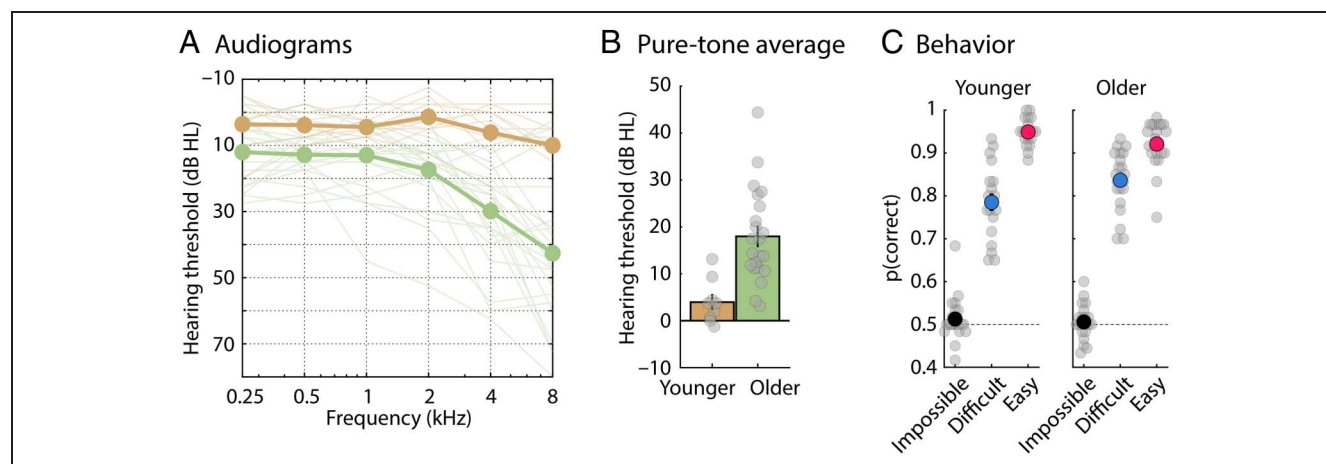 A Audiograms
Hearing threshold (dB HL)
−10
10
30
50
70
0.25 0.5 1 2 4 8
Frequency (kHz)
B Pure-tone average
Hearing threshold (dB HL)
50
40
30
20
10
0
−10
Younger Older
C Behavior
Younger Older
p(correct)
1
0.9
0.8
0.7
0.6
0.5
0.4
Impossible
Difficult
Easy
Impossible
Difficult
Easy